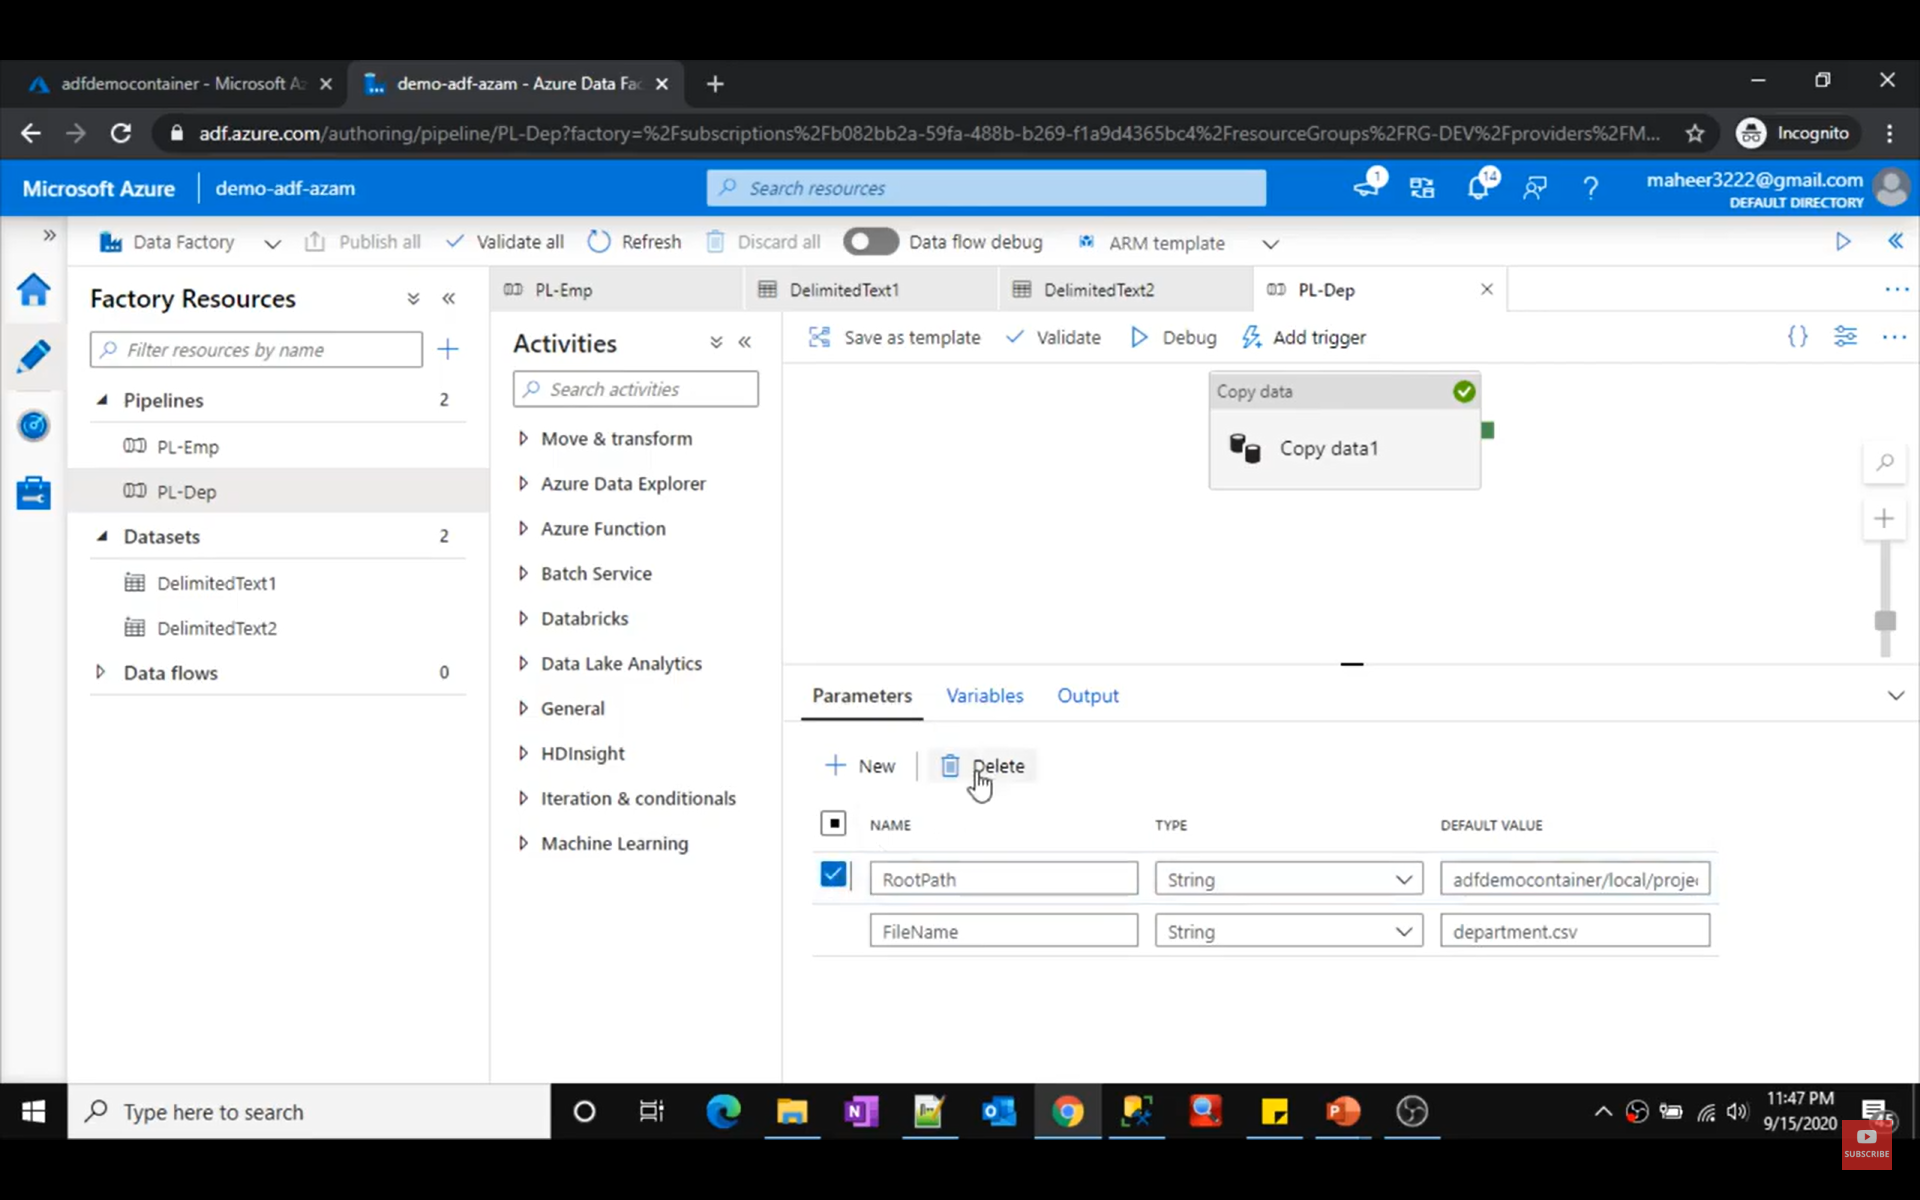 adfdemocontainer - Microsoft Az
demo-adf-azam - Azure Data Fac
adf.azure.com/authoring/pipeline/PL-Dep?factory=%2Fsubscriptions%2Fb082bb2a-59fa-488b-b269-f1a9d4365bc4%2FresourceGroups%2FRG-DEV%2Fproviders%2FM...
Incognito
Microsoft Azure
demo-adf-azam
Search resources
1
14
?
maheer3222@gmail.com
DEFAULT DIRECTORY
Data Factory
Publish all
Validate all
Refresh
Discard all
Data flow debug
ARM template
Factory Resources
Filter resources by name
Pipelines 2
PL-Emp
PL-Dep
Datasets 2
DelimitedText1
DelimitedText2
Data flows 0
PL-Emp
DelimitedText1
DelimitedText2
PL-Dep
Activities
Search activities
Move & transform
Azure Data Explorer
Azure Function
Batch Service
Databricks
Data Lake Analytics
General
HDInsight
Iteration & conditionals
Machine Learning
Save as template
Validate
Debug
Add trigger
{}
Copy data
Copy data1
Parameters
Variables
Output
New
Delete
NAME TYPE DEFAULT VALUE
RootPath String adfdemocontainer/local/projec
FileName String department.csv
Type here to search
11:47 PM
9/15/2020
45
SUBSCRIBE